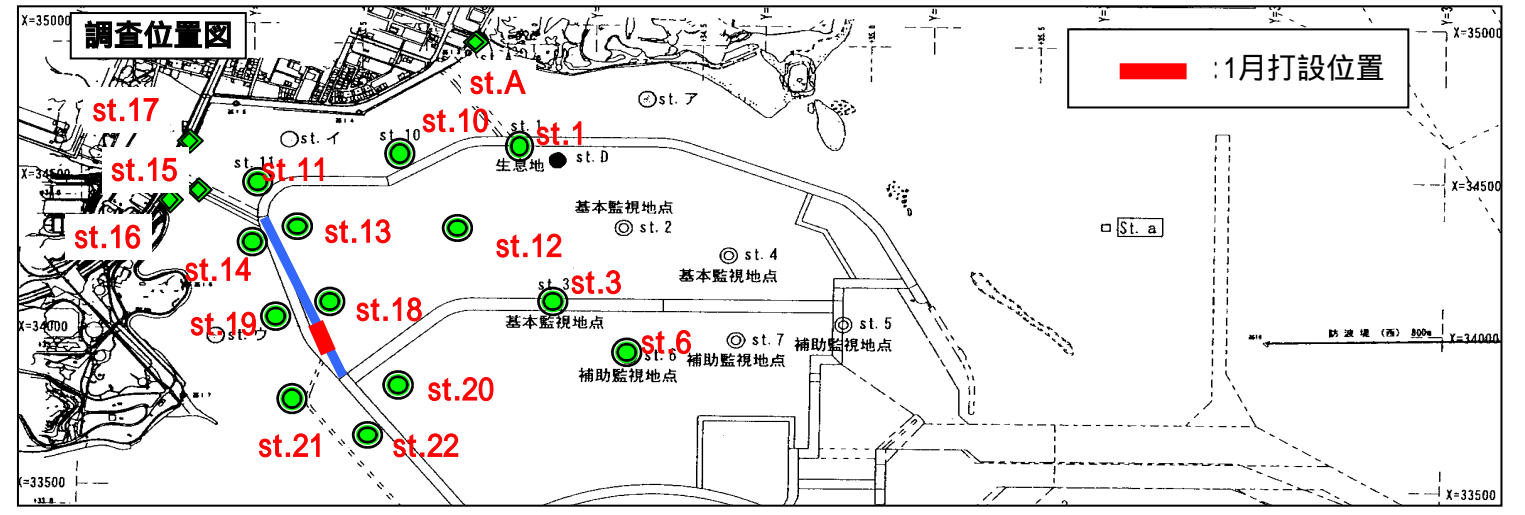 X=35000
調査位置図
:1月打設位置
X=35000
st.A
st. ア
st.17
st. イ
st. 10
st.10
st. 1
st.1
生息地
st. D
X=34500
st.15
st. 11
st.11
X=34500
st.16
st.13
st.12
基本監視地点
st. 2
St. a
st.14
st. 4
基本監視地点
st. 3
st.3
基本監視地点
st.18
st.19
st. ウ
X=34000
st. 5
補助監視地点
st. 7
補助監視地点
st.6
st. 6
補助監視地点
防波堤 (西) 800m
X=34000
st.20
st.21
st.22
X=33500
X=33500